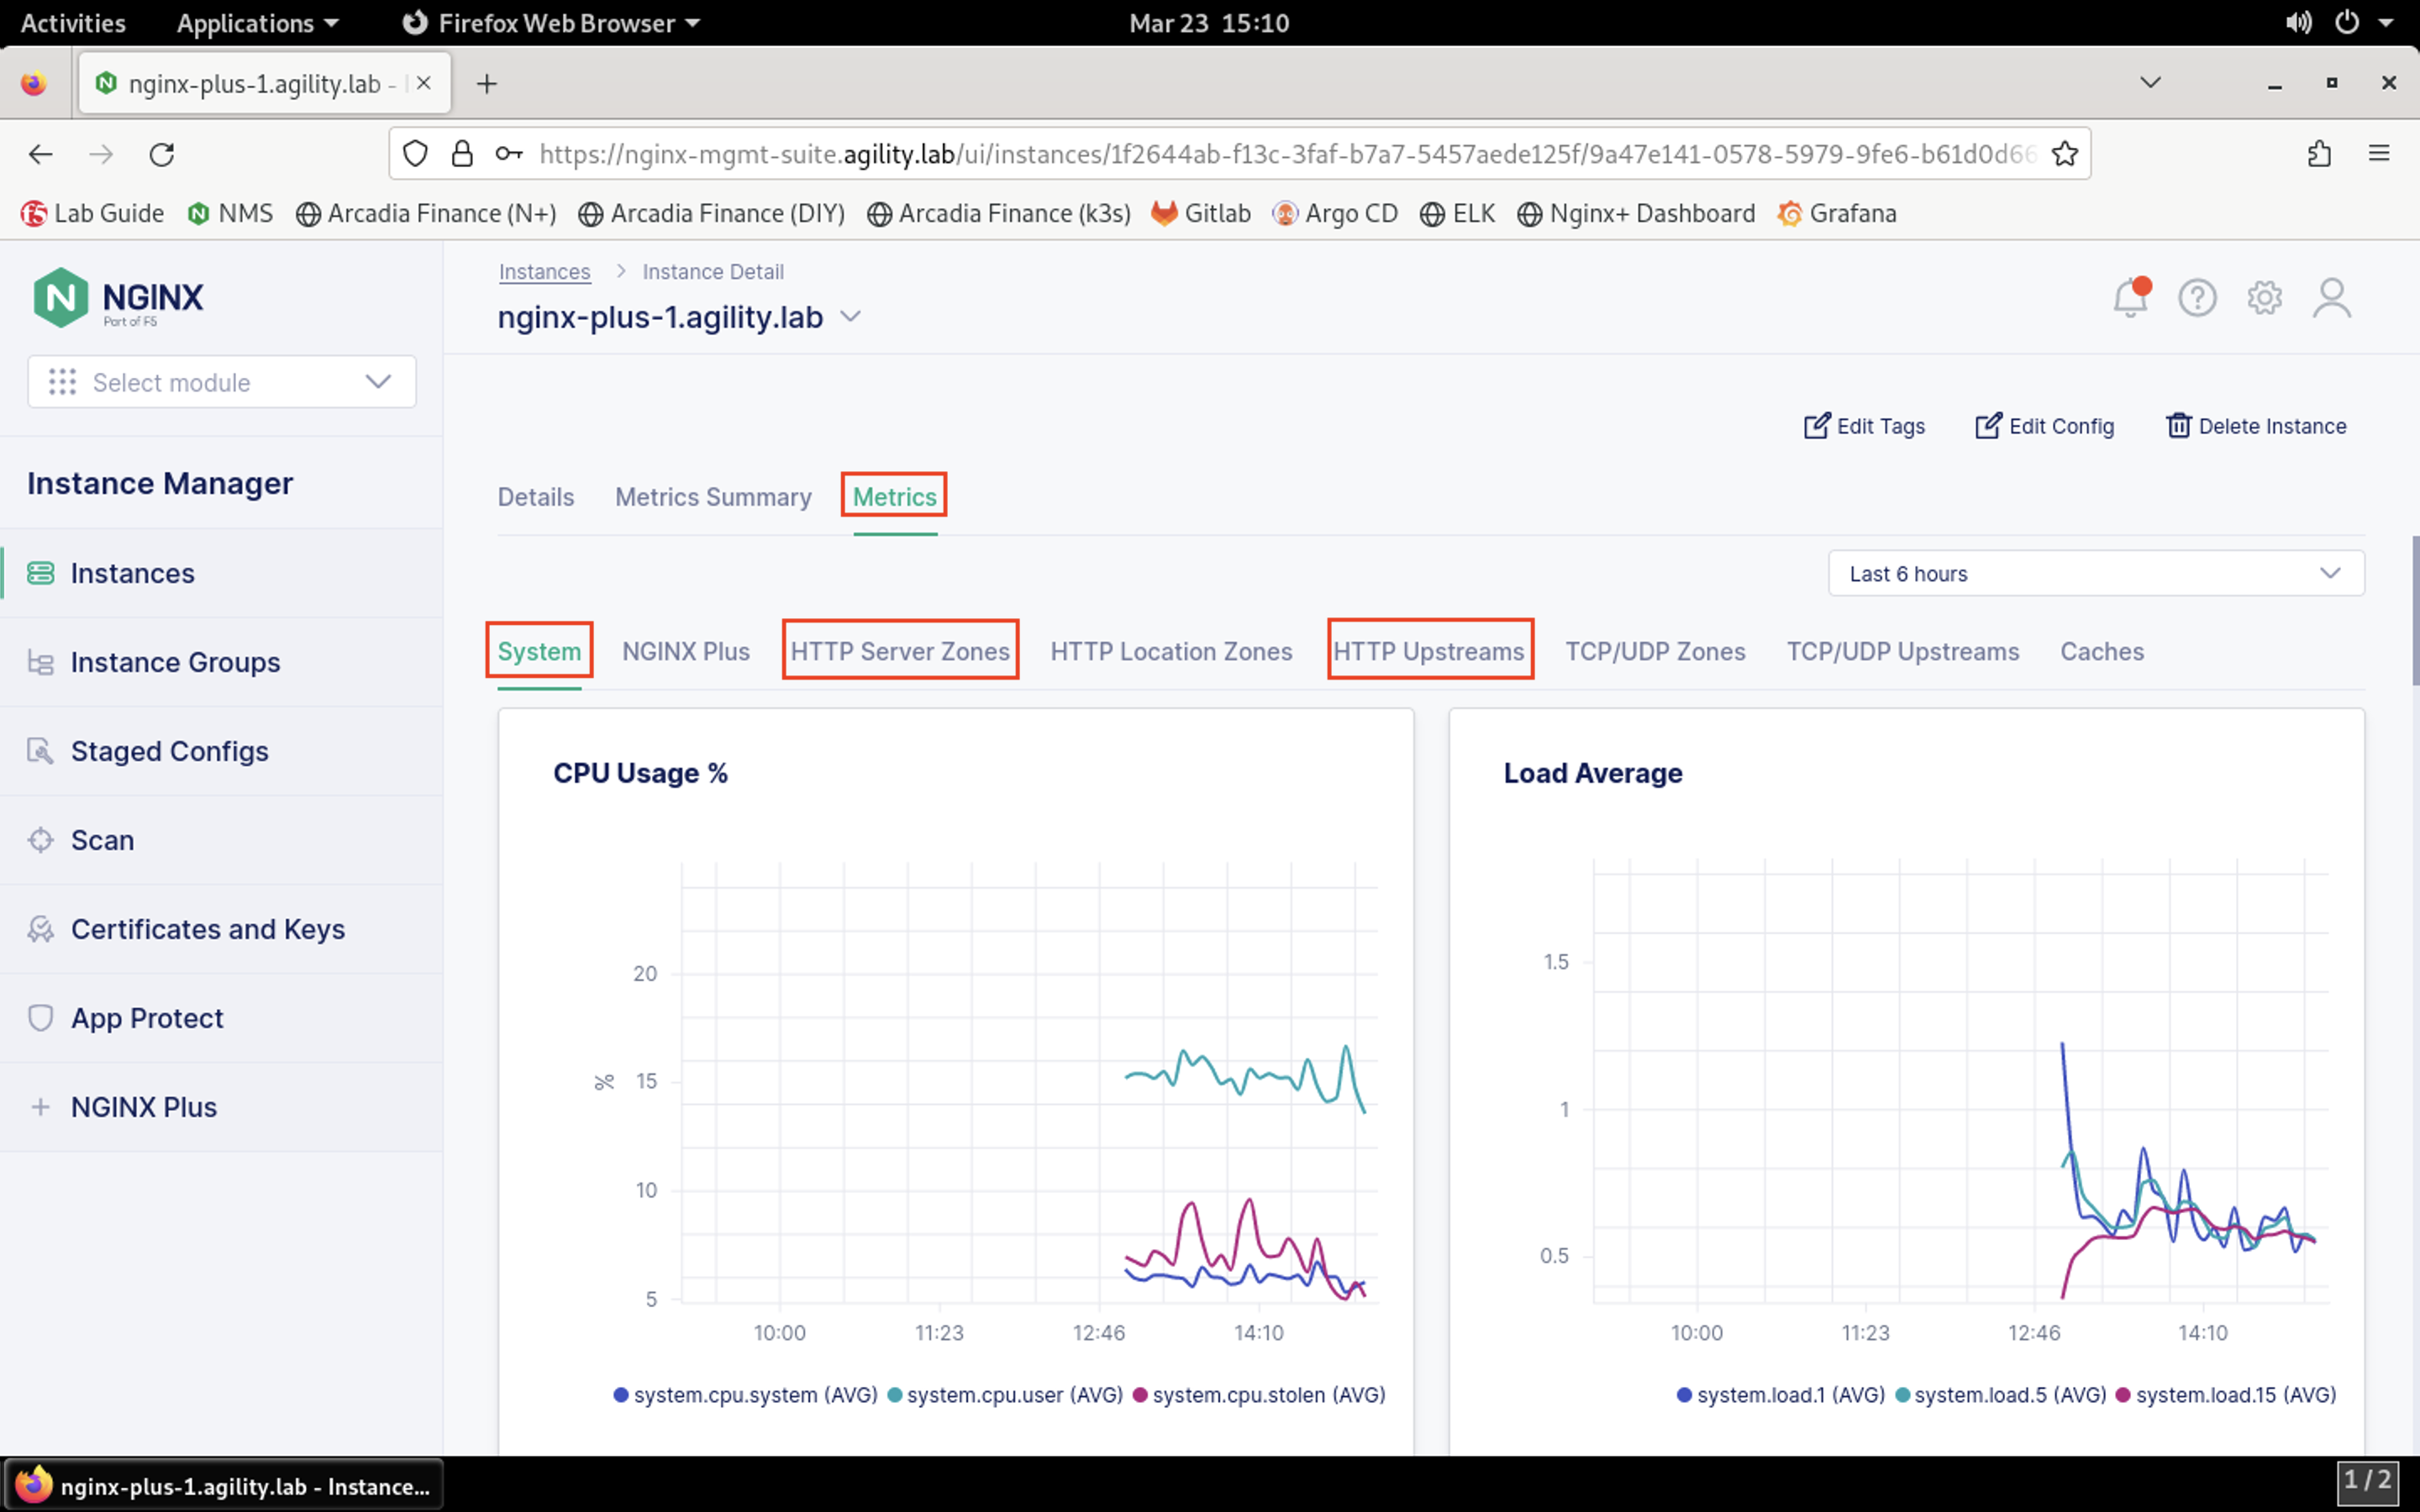 Activities Applications Firefox Web Browser Mar 23 15:10
nginx-plus-1.agility.lab -
https://nginx-mgmt-suite.agility.lab/ui/instances/1f2644ab-f13c-3faf-b7a7-5457aede125f/9a47e141-0578-5979-9fe6-b61d0d66
Lab Guide NMS Arcadia Finance (N+) Arcadia Finance (DIY) Arcadia Finance (k3s) Gitlab Argo CD ELK Nginx+ Dashboard Grafana
NGINX
Part of F5
Select module
Instance Manager
Instances
Instance Groups
Staged Configs
Scan
Certificates and Keys
App Protect
NGINX Plus
Instances > Instance Detail
nginx-plus-1.agility.lab
Edit Tags Edit Config Delete Instance
Details Metrics Summary Metrics
Last 6 hours
System NGINX Plus HTTP Server Zones HTTP Location Zones HTTP Upstreams TCP/UDP Zones TCP/UDP Upstreams Caches
CPU Usage %
20
15
10
5
%
10:00 11:23 12:46 14:10
system.cpu.system (AVG) system.cpu.user (AVG) system.cpu.stolen (AVG)
Load Average
1.5
1
0.5
10:00 11:23 12:46 14:10
system.load.1 (AVG) system.load.5 (AVG) system.load.15 (AVG)
nginx-plus-1.agility.lab - Instance...
1 / 2